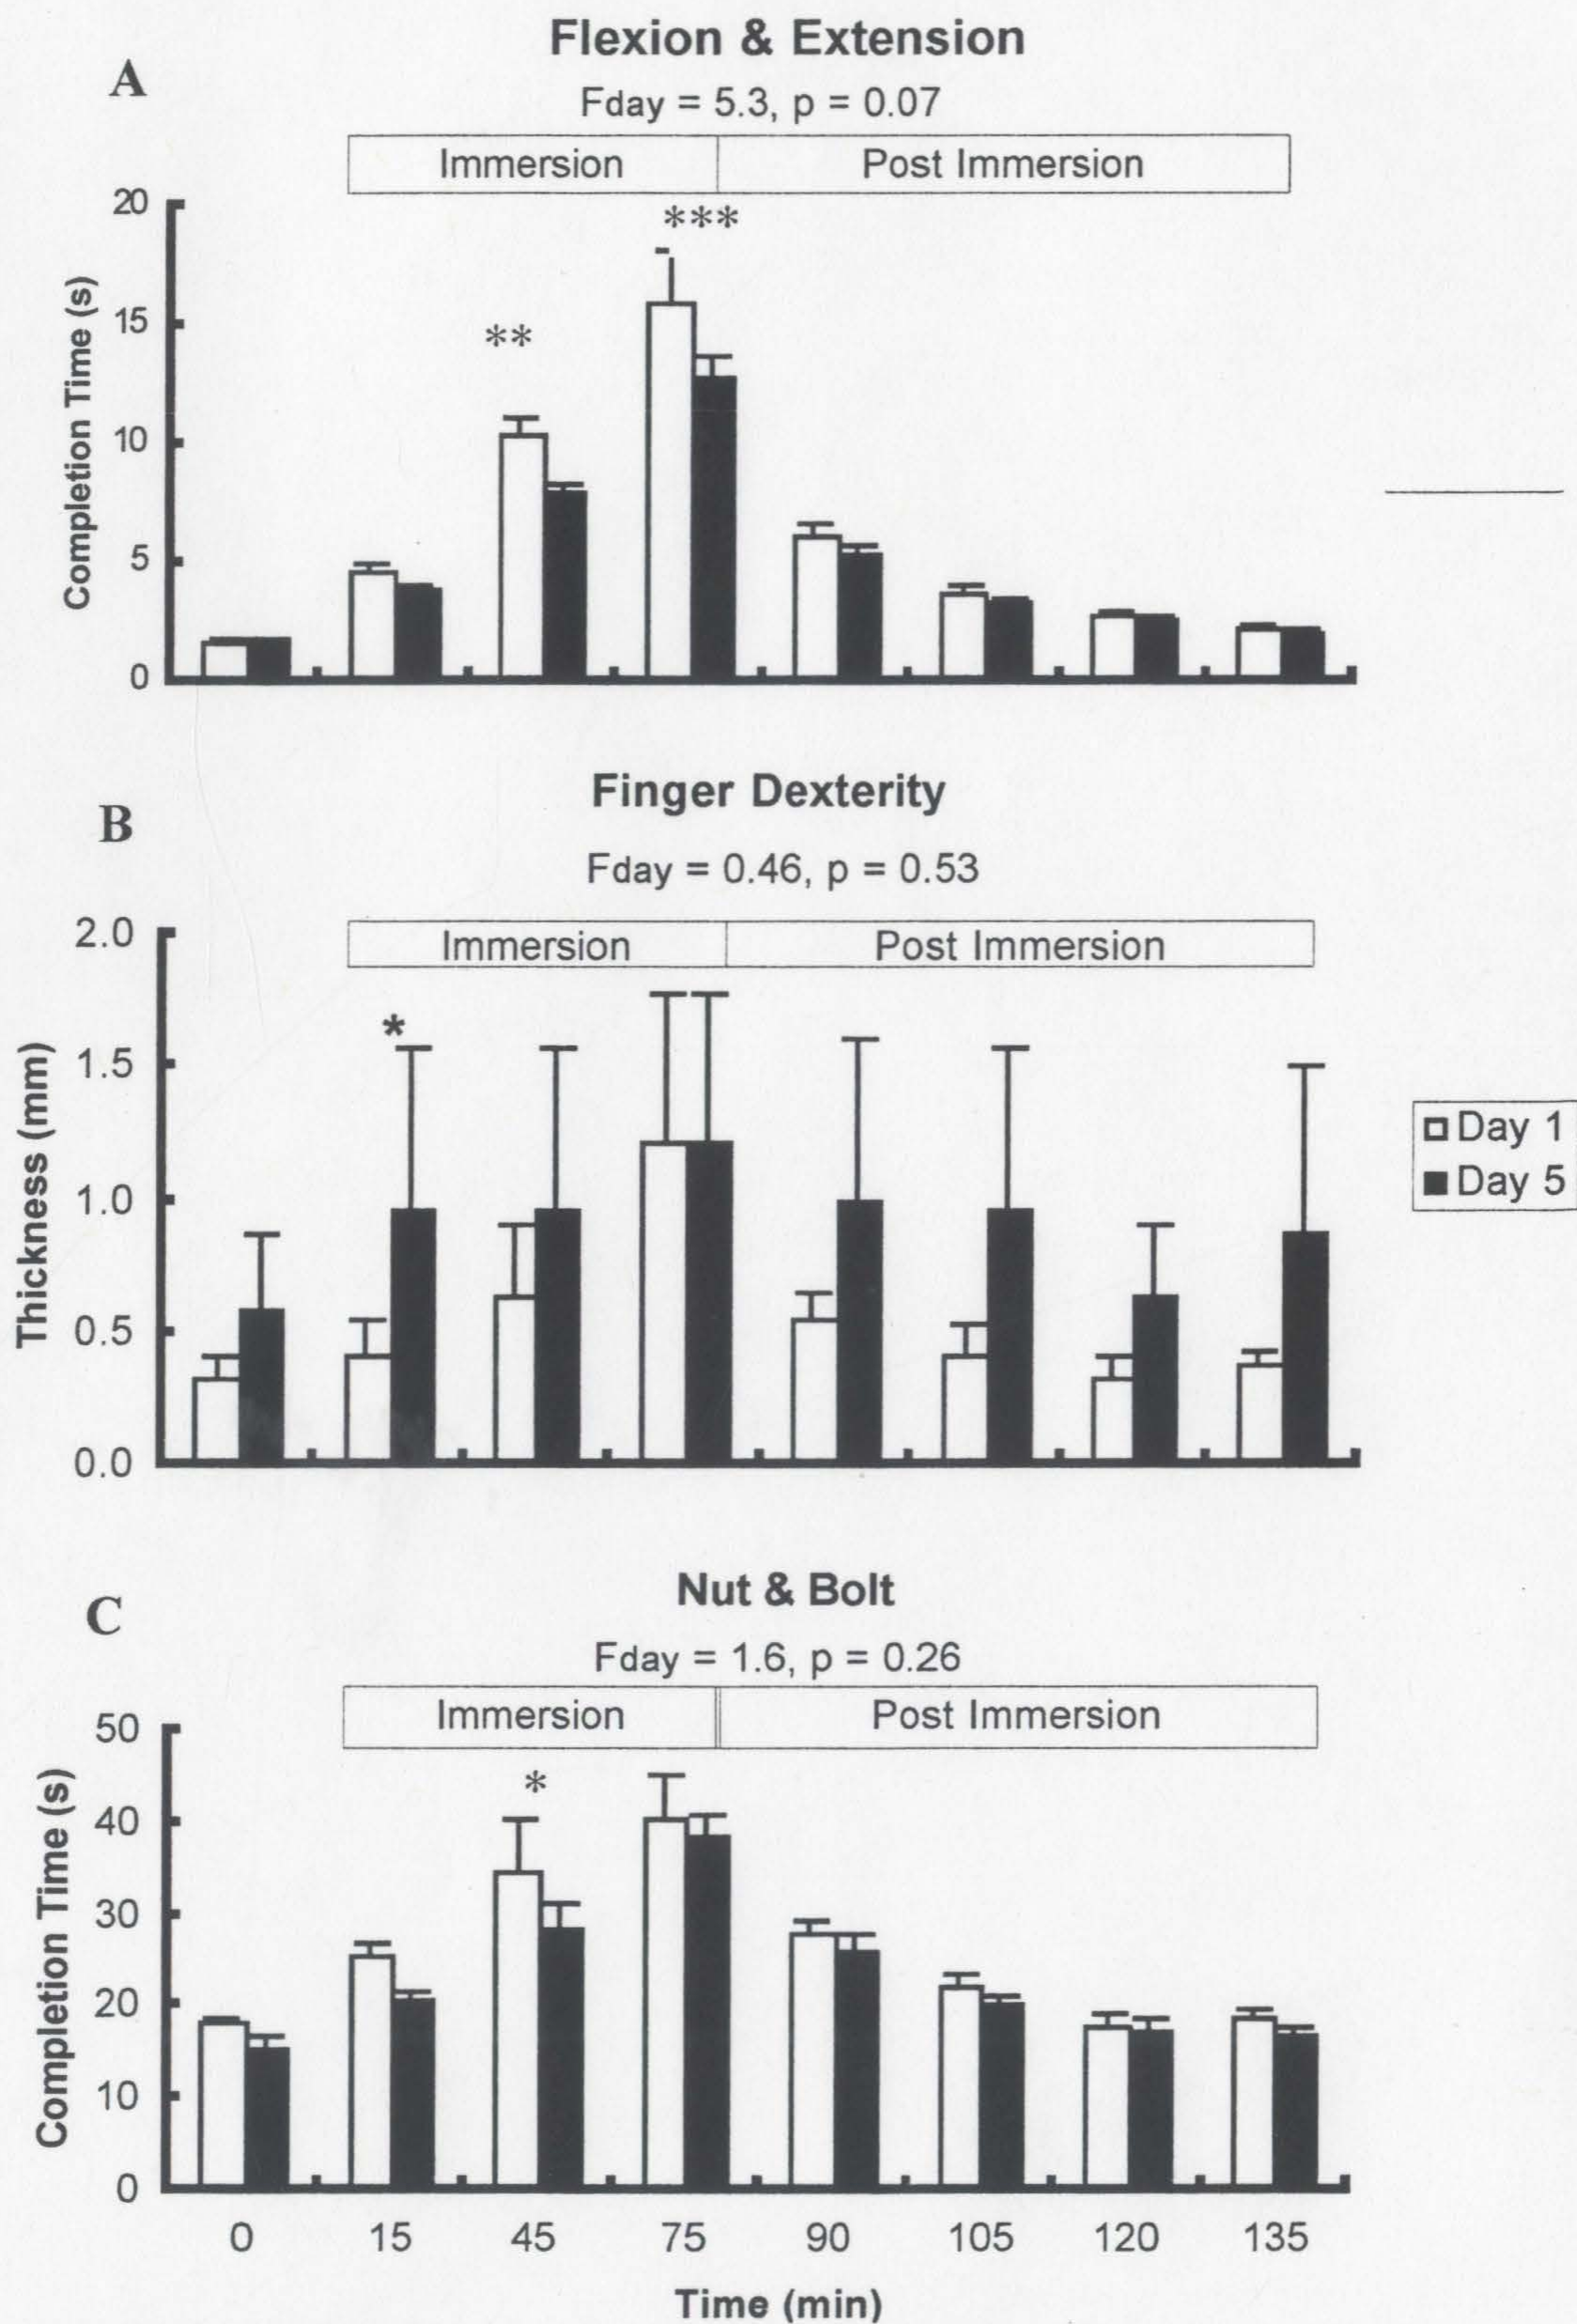 Flexion & Extension
A
Fday = 5.3, p = 0.07
Immersion Post Immersion
20
***
15
**
10
5
0
Completion Time (s)
Finger Dexterity
B
Fday = 0.46, p = 0.53
2.0
Immersion Post Immersion
*
1.5
1.0
0.5
0.0
Thickness (mm)
Day 1
Day 5
Nut & Bolt
C
Fday = 1.6, p = 0.26
Immersion Post Immersion
50
*
40
30
20
10
0
Completion Time (s)
0 15 45 75 90 105 120 135
Time (min)